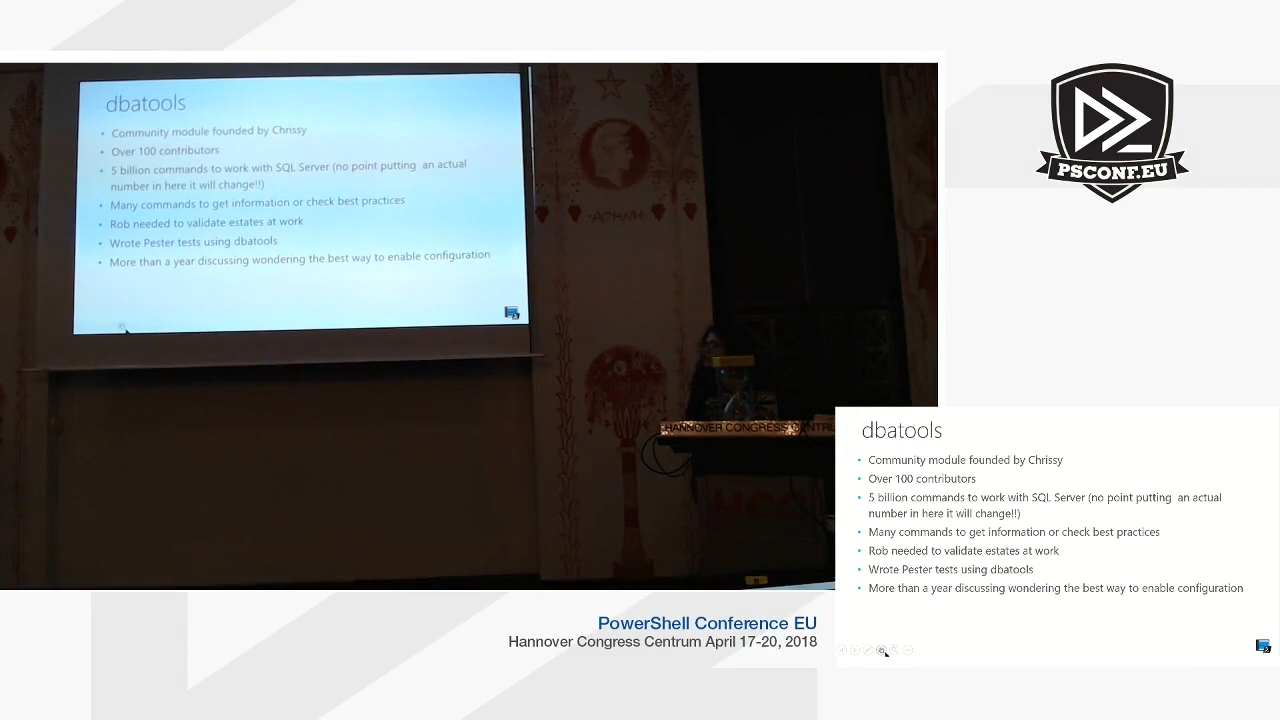 dbatools
• Community module founded by Chrissy
• Over 100 contributors
• 5 billion commands to work with SQL Server (no point putting an actual
number in here it will change!!)
• Many commands to get information or check best practices
• Rob needed to validate estates at work
• Wrote Pester tests using dbatools
• More than a year discussing wondering the best way to enable configuration
PSCONF.EU
HANNOVER CONGRESS CENTRU
dbatools
• Community module founded by Chrissy
• Over 100 contributors
• 5 billion commands to work with SQL Server (no point putting an actual
number in here it will change!!)
• Many commands to get information or check best practices
• Rob needed to validate estates at work
• Wrote Pester tests using dbatools
• More than a year discussing wondering the best way to enable configuration
PowerShell Conference EU
Hannover Congress Centrum April 17-20, 2018